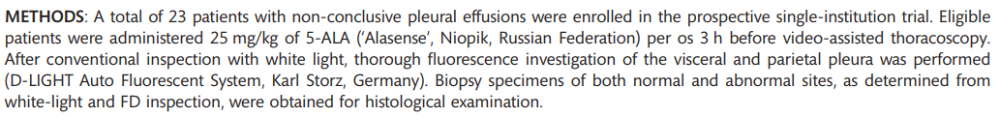 METHODS: A total of 23 patients with non-conclusive pleural effusions were enrolled in the prospective single-institution trial. Eligible
patients were administered 25 mg/kg of 5-ALA (‘Alasense’, Niopik, Russian Federation) per os 3 h before video-assisted thoracoscopy.
After conventional inspection with white light, thorough fluorescence investigation of the visceral and parietal pleura was performed
(D-LIGHT Auto Fluorescent System, Karl Storz, Germany). Biopsy specimens of both normal and abnormal sites, as determined from
white-light and FD inspection, were obtained for histological examination.